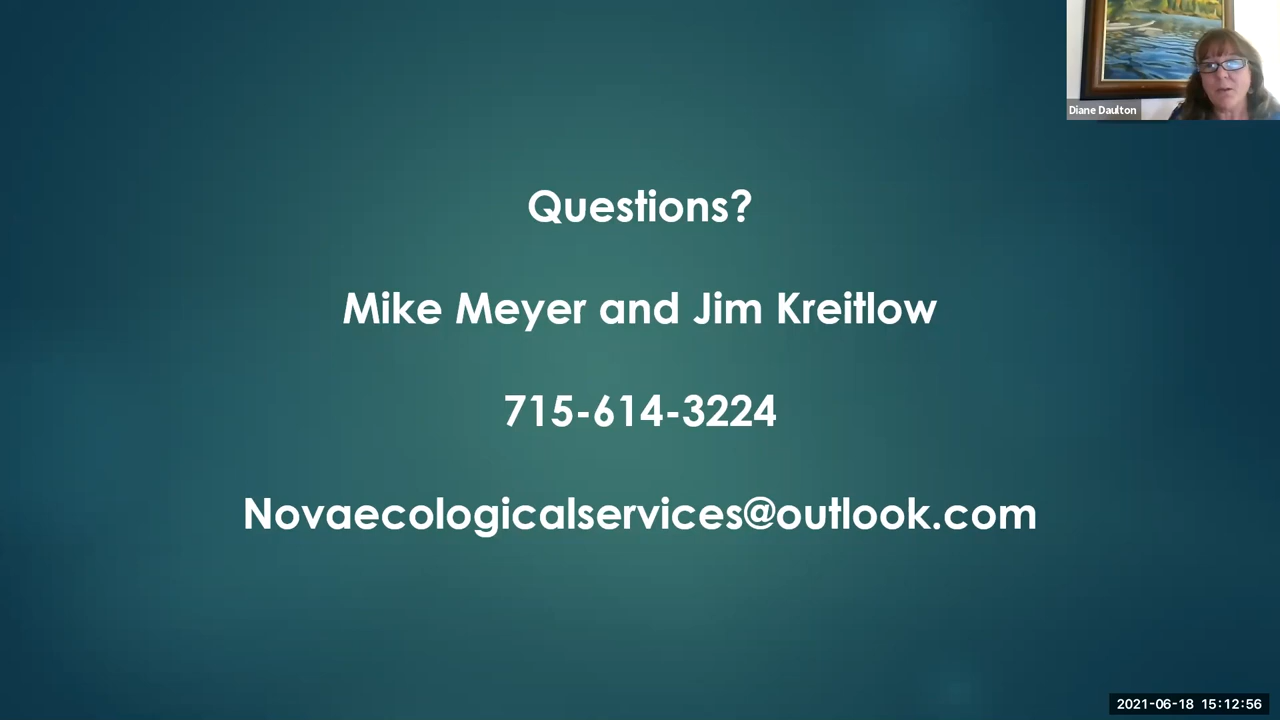 Diane Daulton
Questions?
Mike Meyer and Jim Kreitlow
715-614-3224
Novaecologicalservices@outlook.com
2021-06-18 15:12:56